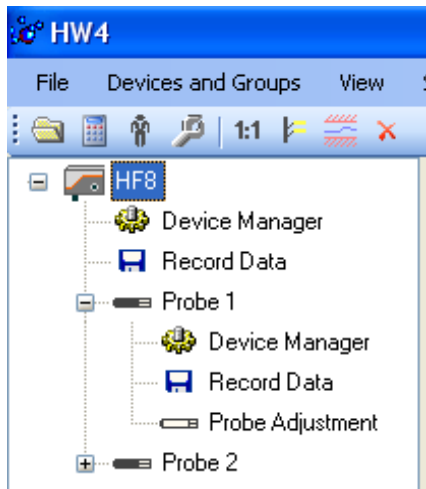 HW4
File Devices and Groups View
1:1
HF8
Device Manager
Record Data
Probe 1
Device Manager
Record Data
Probe Adjustment
Probe 2